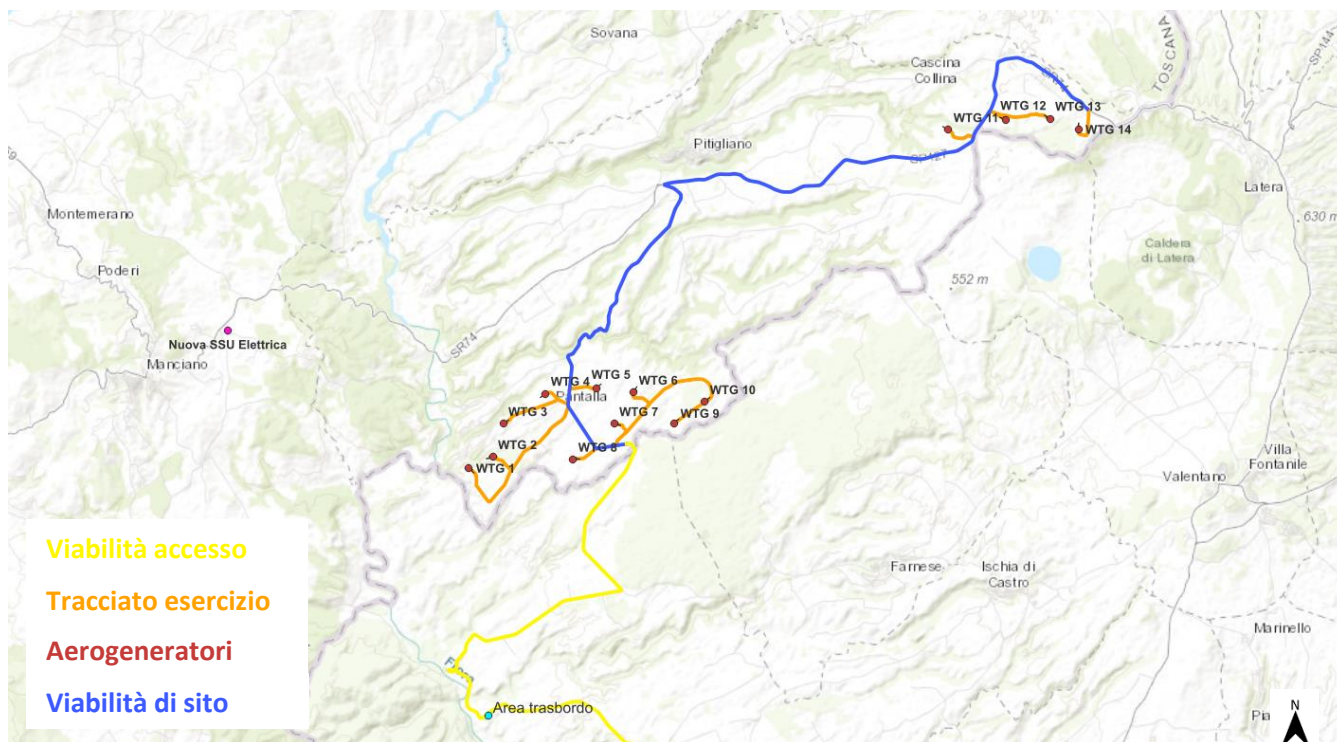 Sovana
Cascina
Collina
SR74
TOSCANA
SP144
WTG 11
WTG 12
WTG 13
WTG 14
Pitigliano
SP127
Latera
Montemerano
630 m
Caldera
di Latera
Poderi
552 m
Nuova SSU Elettrica
SR74
Manciano
WTG 4
WTG 5
WTG 6
Pantalla
WTG 10
WTG 3
WTG 7
WTG 9
WTG 2
WTG 8
WTG 1
Villa
Fontanile
Valentano
Viabilità accesso
Farnese
Ischia di
Castro
Tracciato esercizio
Marinello
Aerogeneratori
Viabilità di sito
Area trasbordo
N
Pia